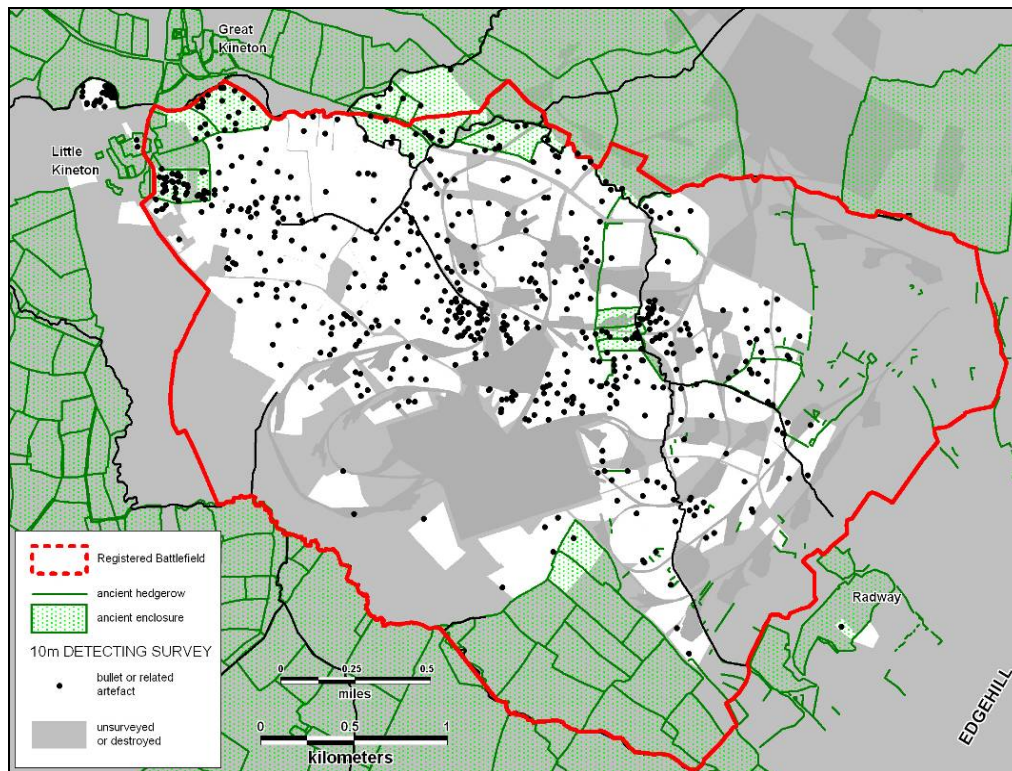 Great
Kineton
Little
Kineton
Radway
EDGEHILL
Registered Battlefield
ancient hedgerow
ancient enclosure
10m DETECTING SURVEY
bullet or related
artefact
unsurveyed
or destroyed
0 0.25 0.5
miles
0 0.5 1
kilometers